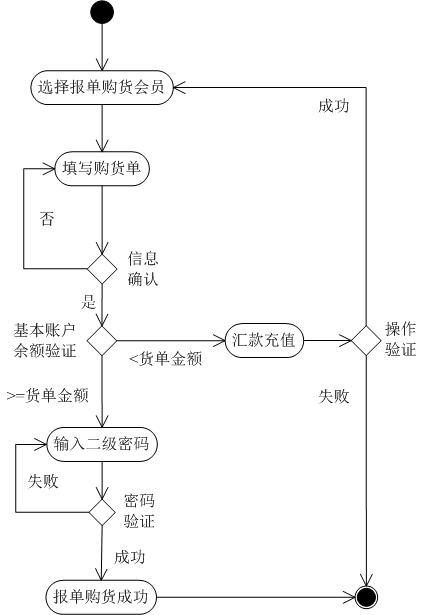 选择报单购货会员
成功
填写购货单
否
信息
确认
是
基本账户
余额验证
<货单金额
汇款充值
操作
验证
>=货单金额
失败
输入二级密码
失败
密码
验证
成功
报单购货成功